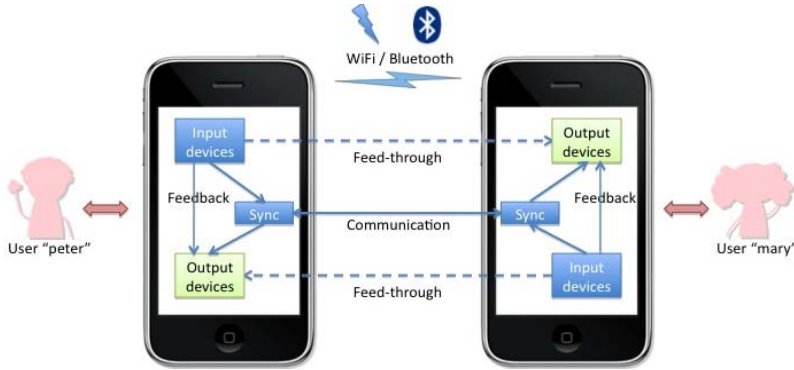 WiFi / Bluetooth
Input
devices
Feedback
Sync
Output
devices
User “peter”
Feed-through
Communication
Feed-through
Output
devices
Sync
Feedback
Input
devices
User “mary”